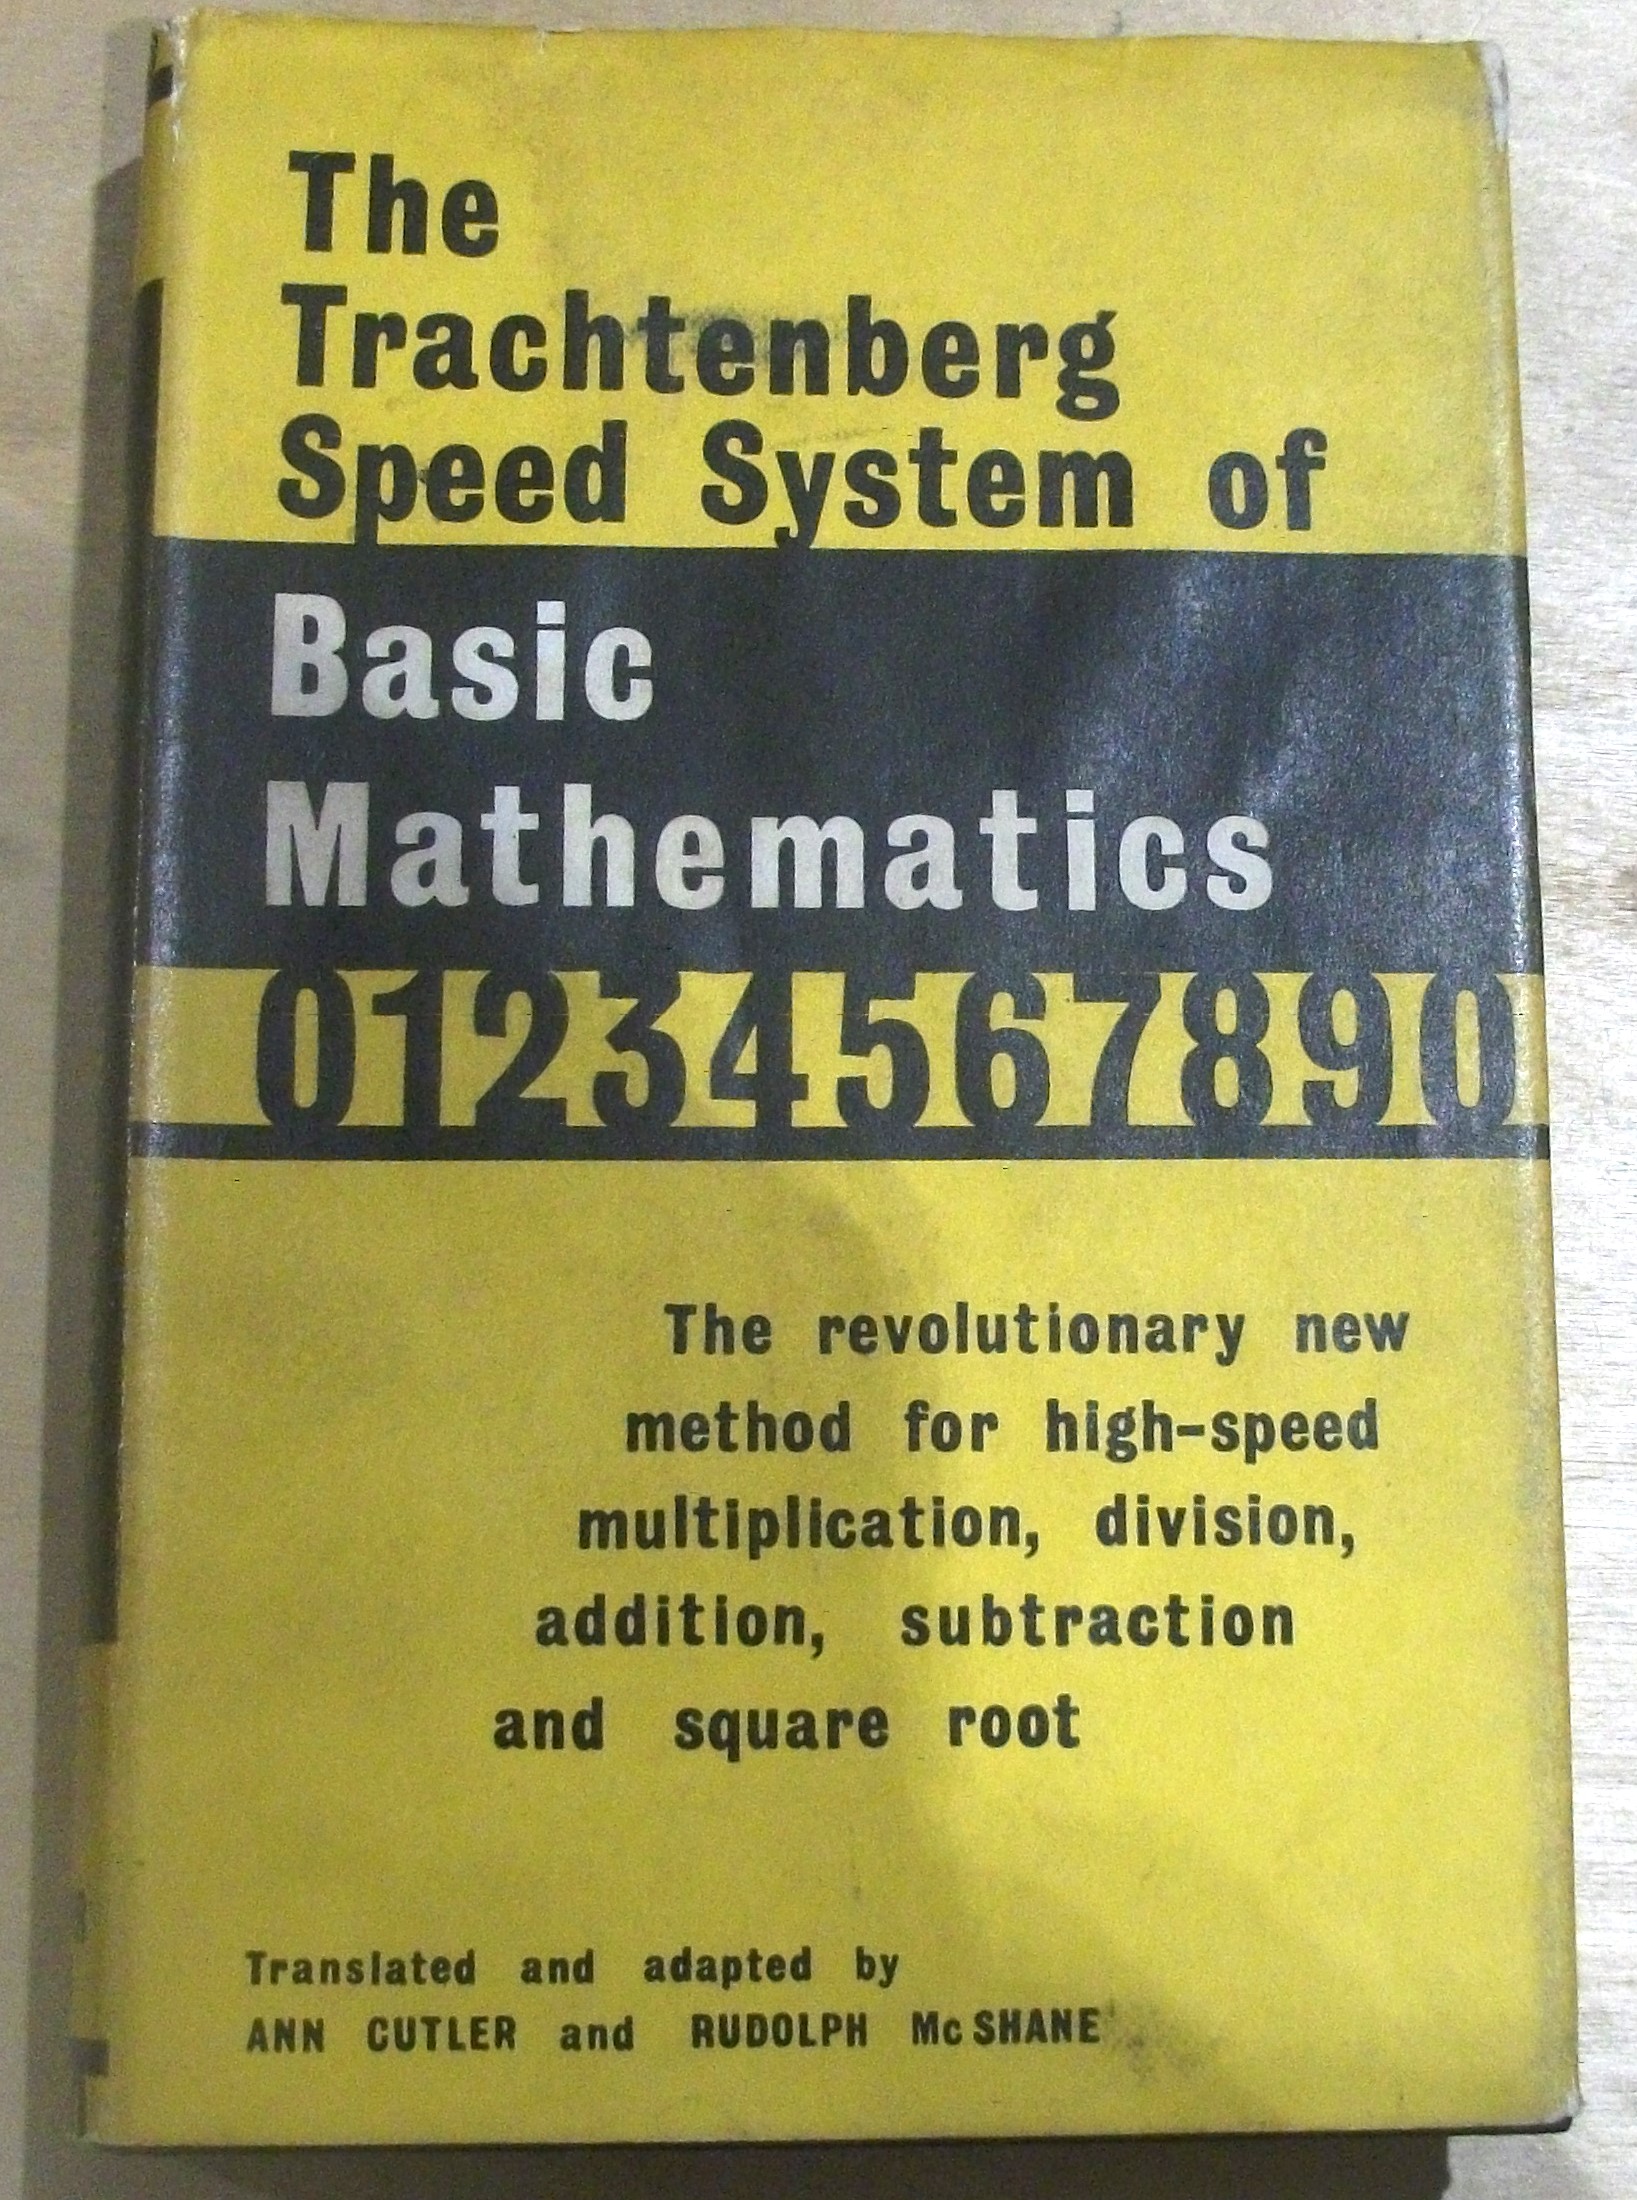 The
Trachtenberg
Speed System of
Basic
Mathematics
01234567890
The revolutionary new
method for high-speed
multiplication, division,
addition, subtraction
and square root
Translated and adapted by
ANN CUTLER and RUDOLPH McSHANE